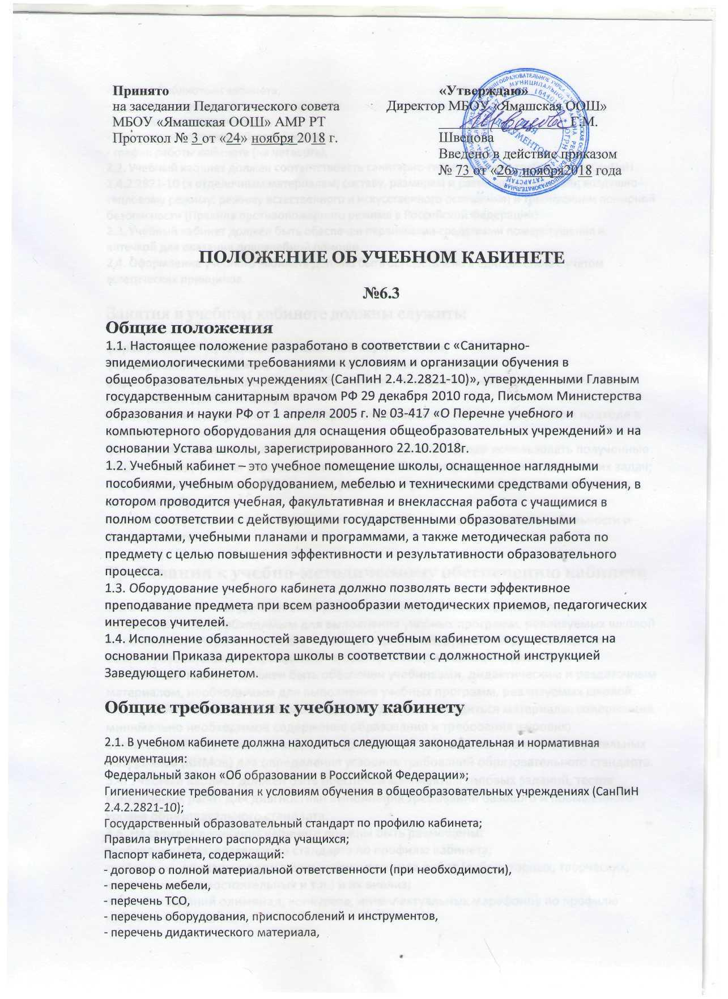 Принято
на заседании Педагогического совета
МБОУ «Ямашская ООШ» АМР РТ
Протокол № 3 от «24» ноября 2018 г.
«Утверждаю»
Директор МБОУ «Ямашская ООШ»
Г.М.
Швецова
Введено в действие приказом
№ 73 от «26» ноября2018 года
ПОЛОЖЕНИЕ ОБ УЧЕБНОМ КАБИНЕТЕ
№6.3
Общие положения
1.1. Настоящее положение разработано в соответствии с «Санитарно-
эпидемиологическими требованиями к условиям и организации обучения в
общеобразовательных учреждениях (СанПиН 2.4.2.2821-10)», утвержденными Главным
государственным санитарным врачом РФ 29 декабря 2010 года, Письмом Министерства
образования и науки РФ от 1 апреля 2005 г. № 03-417 «О Перечне учебного и
компьютерного оборудования для оснащения общеобразовательных учреждений» и на
основании Устава школы, зарегистрированного 22.10.2018г.
1.2. Учебный кабинет – это учебное помещение школы, оснащенное наглядными
пособиями, учебным оборудованием, мебелью и техническими средствами обучения, в
котором проводится учебная, факультативная и внеклассная работа с учащимися в
полном соответствии с действующими государственными образовательными
стандартами, учебными планами и программами, а также методическая работа по
предмету с целью повышения эффективности и результативности образовательного
процесса.
1.3. Оборудование учебного кабинета должно позволять вести эффективное
преподавание предмета при всем разнообразии методических приемов, педагогических
интересов учителей.
1.4. Исполнение обязанностей заведующего учебным кабинетом осуществляется на
основании Приказа директора школы в соответствии с должностной инструкцией
Заведующего кабинетом.
Общие требования к учебному кабинету
2.1. В учебном кабинете должна находиться следующая законодательная и нормативная
документация:
Федеральный закон «Об образовании в Российской Федерации»;
Гигиенические требования к условиям обучения в общеобразовательных учреждениях (СанПиН
2.4.2.2821-10);
Государственный образовательный стандарт по профилю кабинета;
Правила внутреннего распорядка учащихся;
Паспорт кабинета, содержащий:
- договор о полной материальной ответственности (при необходимости),
- перечень мебели,
- перечень ТСО,
- перечень оборудования, приспособлений и инструментов,
- перечень дидактического материала,